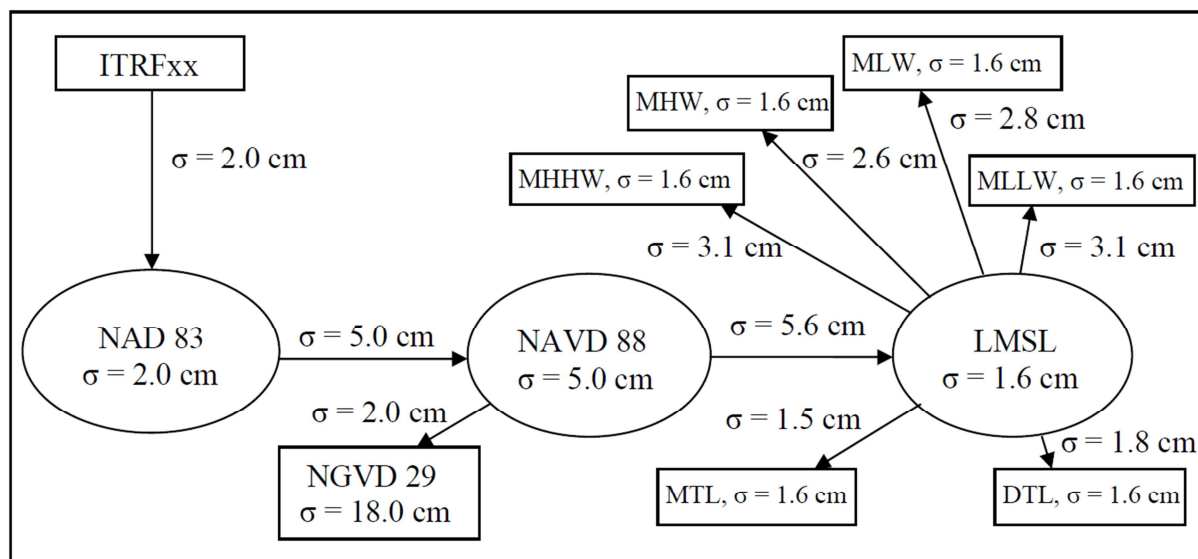 ITRFxx
σ = 2.0 cm
NAD 83
σ = 2.0 cm
σ = 5.0 cm
NAVD 88
σ = 5.0 cm
σ = 2.0 cm
NGVD 29
σ = 18.0 cm
σ = 5.6 cm
LMSL
σ = 1.6 cm
MHHW, σ = 1.6 cm
σ = 3.1 cm
MHW, σ = 1.6 cm
σ = 2.6 cm
MLW, σ = 1.6 cm
σ = 2.8 cm
MLLW, σ = 1.6 cm
σ = 3.1 cm
σ = 1.5 cm
MTL, σ = 1.6 cm
σ = 1.8 cm
DTL, σ = 1.6 cm